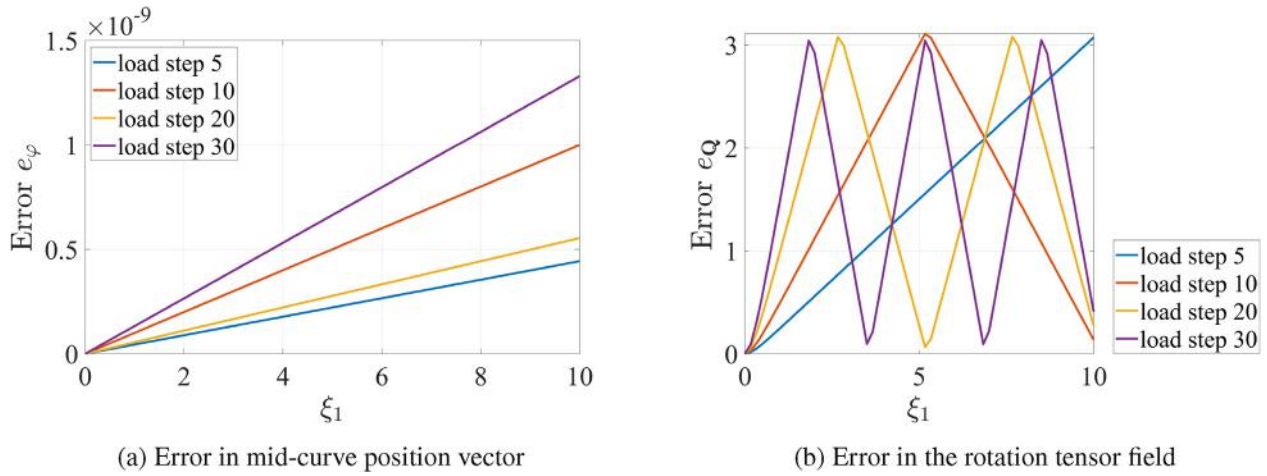 ×10⁻⁹
1.5
1
0.5
0
Error e_φ
load step 5
load step 10
load step 20
load step 30
0 2 4 6 8 10
ξ₁
(a) Error in mid-curve position vector
3
2
1
0
Error e_Q
0 5 10
ξ₁
load step 5
load step 10
load step 20
load step 30
(b) Error in the rotation tensor field